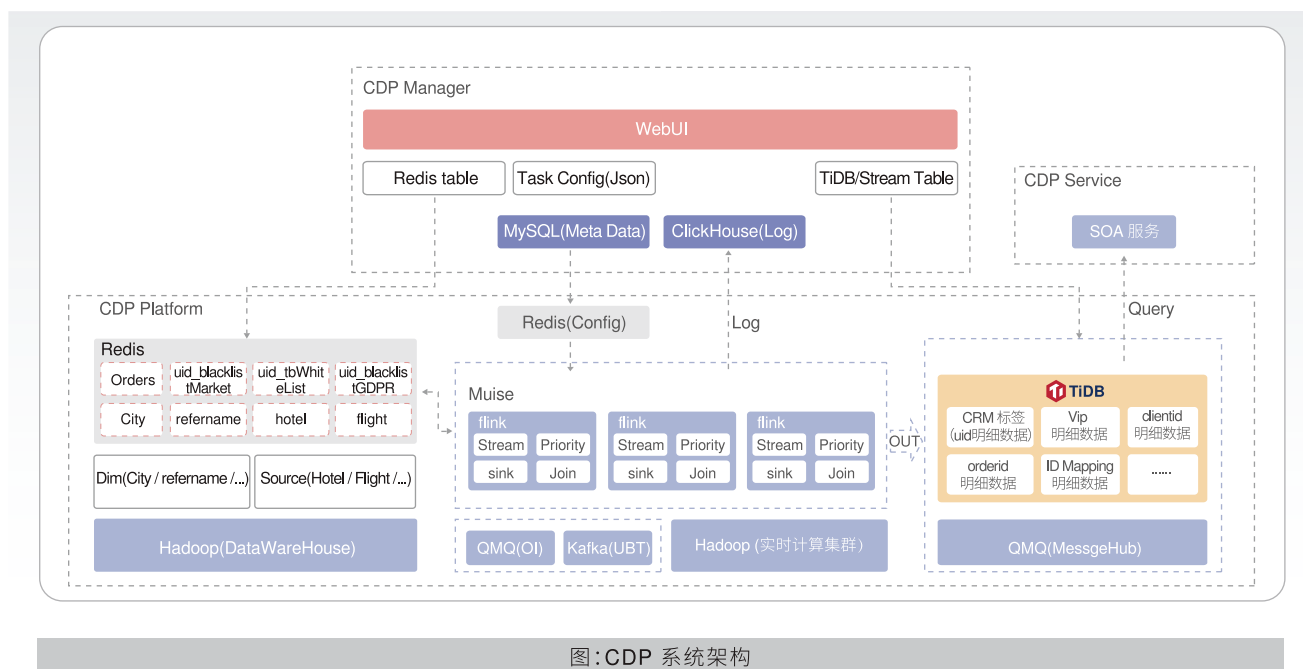 CDP Manager
WebUI
Redis table
Task Config(Json)
TiDB/Stream Table
MySQL(Meta Data)
ClickHouse(Log)
CDP Service
SOA 服务
CDP Platform
Redis(Config)
Log
Query
Redis
Orders
uid_blacklis
tMarket
uid_tbWhit
eList
uid_blackli
stGDPR
City
refername
hotel
flight
Dim(City / refername /...)
Source(Hotel / Flight /...)
Hadoop(DataWareHouse)
Muise
flink
Stream
Priority
sink
Join
flink
Stream
Priority
sink
Join
flink
Stream
Priority
sink
Join
OUT
QMQ(OI)
Kafka(UBT)
Hadoop (实时计算集群)
TiDB
CRM 标签
(uid明细数据)
Vip
明细数据
clientid
明细数据
orderid
明细数据
ID Mapping
明细数据
......
QMQ(MessgeHub)
图:CDP 系统架构